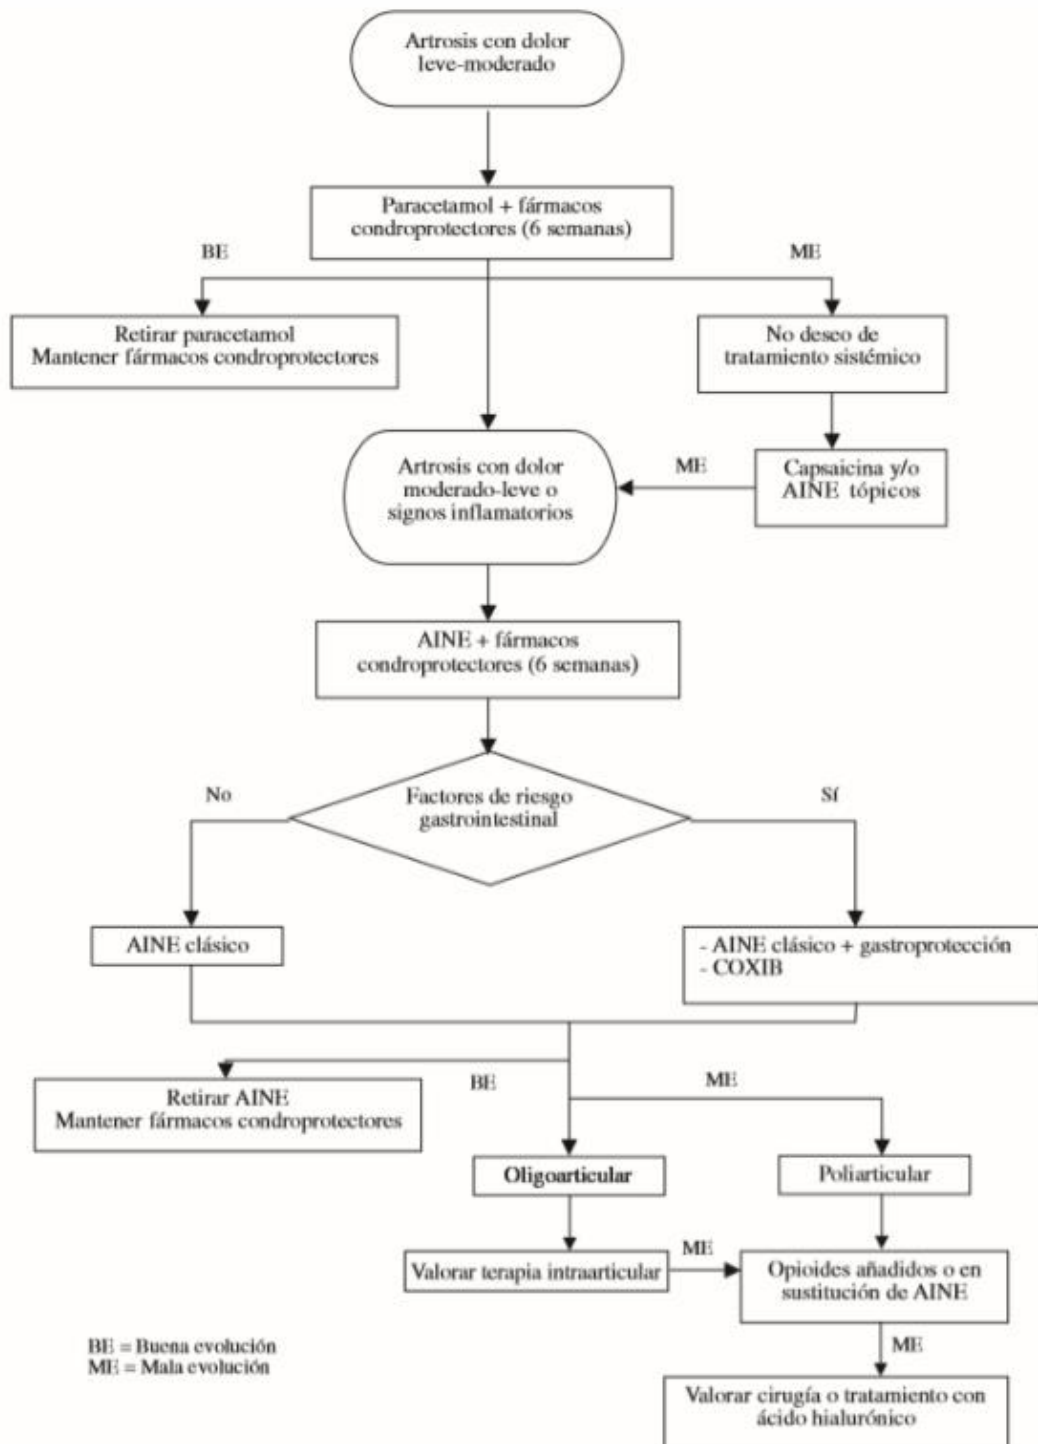 Artrosis con dolor
leve-moderado
Paracetamol + fármacos
condroprotectores (6 semanas)
BE
ME
Retirar paracetamol
Mantener fármacos condroprotectores
No deseo de
tratamiento sistémico
Artrosis con dolor
moderado-leve o
signos inflamatorios
ME
Capsaicina y/o
AINE tópicos
AINE + fármacos
condroprotectores (6 semanas)
No
Factores de riesgo
gastrointestinal
Sí
AINE clásico
- AINE clásico + gastroprotección
- COXIB
BE
ME
Retirar AINE
Mantener fármacos condroprotectores
Oligoarticular
Poliarticular
Valorar terapia intraarticular
ME
Opioides añadidos o en
sustitución de AINE
BE = Buena evolución
ME = Mala evolución
ME
Valorar cirugía o tratamiento con
ácido hialurónico